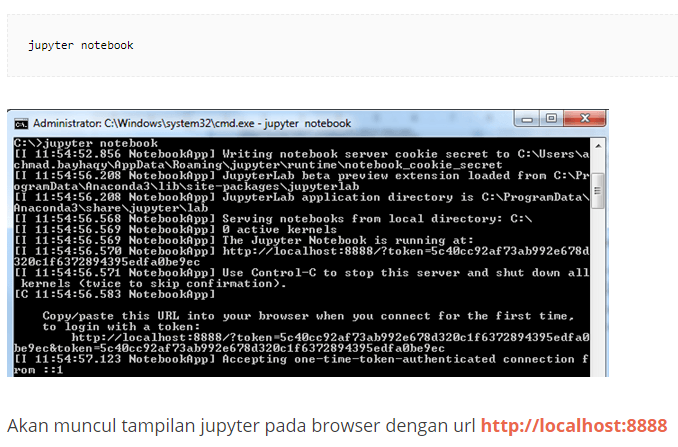 jupyter notebook
Administrator: C:\Windows\system32\cmd.exe - jupyter  notebook
C:\>jupyter notebook
[I 11:54:52.856 NotebookApp] Writing notebook server cookie secret to C:\Users\a
chmad.bayhaqy\AppData\Roaming\jupyter\runtime\notebook_cookie_secret
[I 11:54:56.208 NotebookApp] JupyterLab beta preview extension loaded from C:\Pr
ogramData\Anaconda3\lib\site-packages\jupyterlab
[I 11:54:56.208 NotebookApp] JupyterLab application directory is C:\ProgramData\
Anaconda3\share\jupyter\lab
[I 11:54:56.568 NotebookApp] Serving notebooks from local directory: C:\
[I 11:54:56.569 NotebookApp] 0 active kernels
[I 11:54:56.569 NotebookApp] The Jupyter Notebook is running at:
[I 11:54:56.570 NotebookApp] http://localhost:8888/?token=5c40cc92af73ab992e678d
320c1f6372894395edfa0be9ec
[I 11:54:56.571 NotebookApp] Use Control-C to stop this server and shut down all
 kernels (twice to skip confirmation).
[C 11:54:56.583 NotebookApp]
Copy/paste this URL into your browser when you connect for the first time,
to login with a token:
http://localhost:8888/?token=5c40cc92af73ab992e678d320c1f6372894395edfa0
be9ec&token=5c40cc92af73ab992e678d320c1f6372894395edfa0be9ec
[I 11:54:57.123 NotebookApp] Accepting one-time-token-authenticated connection f
rom ::1
Akan muncul tampilan jupyter pada browser dengan url http://localhost:8888